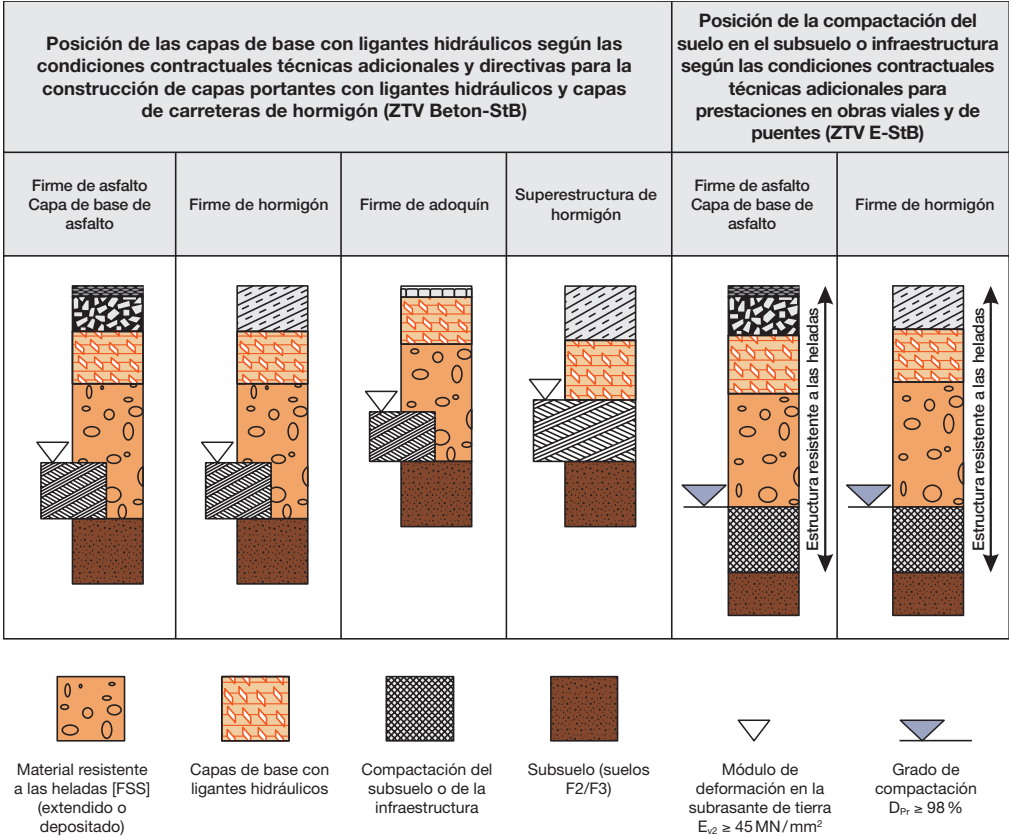 Posición de las capas de base con ligantes hidráulicos según las
condiciones contractuales técnicas adicionales y directivas para la
construcción de capas portantes con ligantes hidráulicos y capas
de carreteras de hormigón (ZTV Beton-StB)
Posición de la compactación del
suelo en el subsuelo o infraestructura
según las condiciones contractuales
técnicas adicionales para
prestaciones en obras viales y de
puentes (ZTV E-StB)
Firme de asfalto
Capa de base de
asfalto
Firme de hormigón
Firme de adoquín
Superestructura de
hormigón
Firme de asfalto
Capa de base de
asfalto
Firme de hormigón
Estructura resistente a las heladas
Estructura resistente a las heladas
Material resistente
a las heladas [FSS]
(extendido o
depositado)
Capas de base con
ligantes hidráulicos
Compactación del
subsuelo o de la
infraestructura
Subsuelo (suelos
F2/F3)
Módulo de
deformación en la
subrasante de tierra
Ev2 ≥ 45 MN/mm²
Grado de
compactación
DPr ≥ 98 %